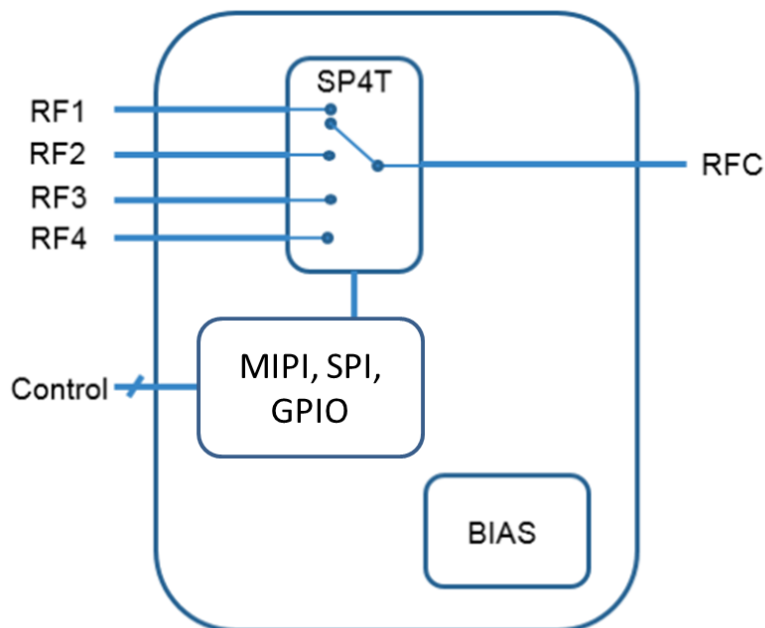 SP4T
RF1
RF2
RF3
RF4
RFC
MIPI, SPI,
GPIO
Control
BIAS